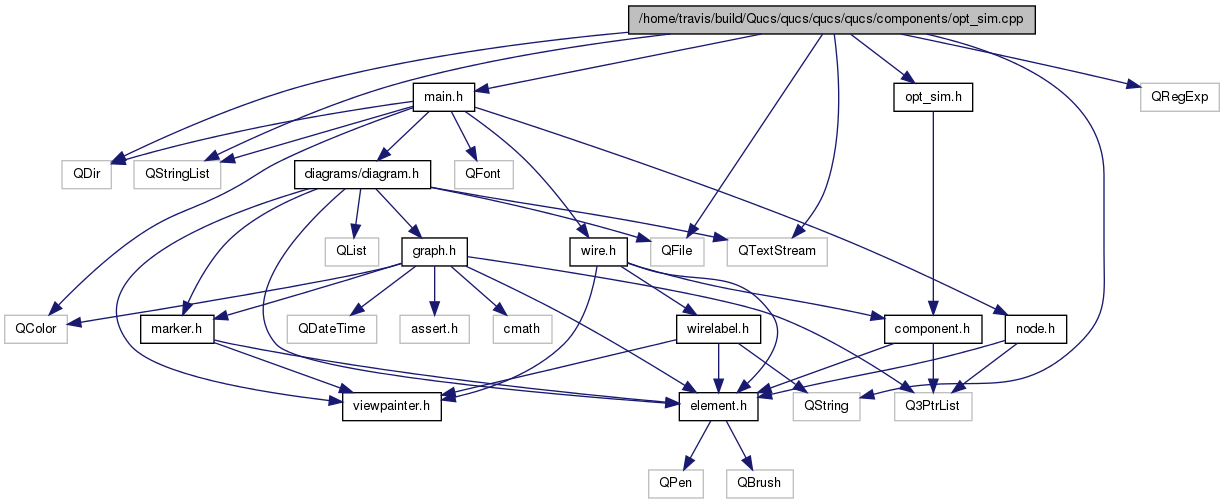 /home/travis/build/Qucs/qucs/qucs/qucs/components/opt_sim.cpp
main.h
opt_sim.h
QRegExp
QDir
QStringList
diagrams/diagram.h
QFont
QList
graph.h
wire.h
QFile
QTextStream
QColor
marker.h
QDateTime
assert.h
cmath
wirelabel.h
component.h
node.h
viewpainter.h
element.h
QString
Q3PtrList
QPen
QBrush